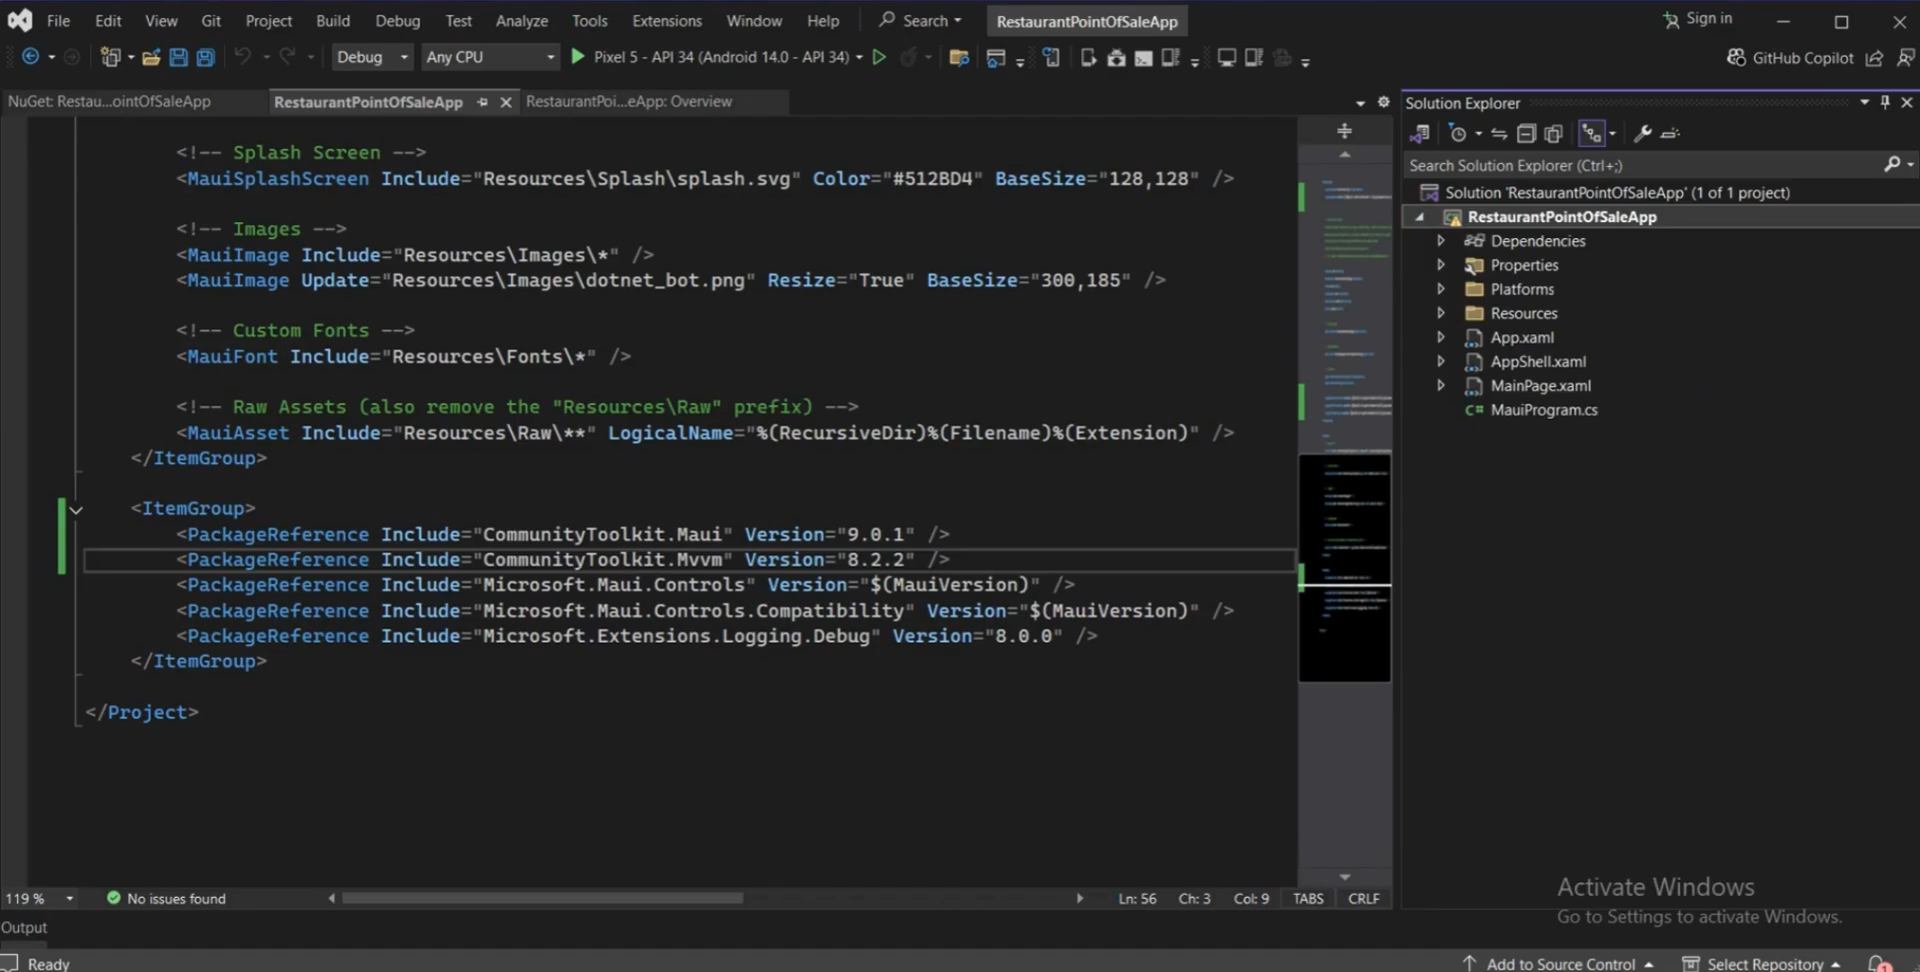 File Edit View Git Project Build Debug Test Analyze Tools Extensions Window Help Search RestaurantPointOfSaleApp Sign in
Debug Any CPU Pixel 5 - API 34 (Android 14.0 - API 34) GitHub Copilot
NuGet: Restau...ointOfSaleApp RestaurantPointOfSaleApp RestaurantPoi...eApp: Overview
<!-- Splash Screen -->
<MauiSplashScreen Include="Resources\Splash\splash.svg" Color="#512BD4" BaseSize="128,128" />
<!-- Images -->
<MauiImage Include="Resources\Images\*" />
<MauiImage Update="Resources\Images\dotnet_bot.png" Resize="True" BaseSize="300,185" />
<!-- Custom Fonts -->
<MauiFont Include="Resources\Fonts\*" />
<!-- Raw Assets (also remove the "Resources\Raw" prefix) -->
<MauiAsset Include="Resources\Raw\**" LogicalName="%(RecursiveDir)%(Filename)%(Extension)" />
</ItemGroup>
<ItemGroup>
<PackageReference Include="CommunityToolkit.Maui" Version="9.0.1" />
<PackageReference Include="CommunityToolkit.Mvvm" Version="8.2.2" />
<PackageReference Include="Microsoft.Maui.Controls" Version="$(MauiVersion)" />
<PackageReference Include="Microsoft.Maui.Controls.Compatibility" Version="$(MauiVersion)" />
<PackageReference Include="Microsoft.Extensions.Logging.Debug" Version="8.0.0" />
</ItemGroup>
</Project>
119 % No issues found Ln: 56 Ch: 3 Col: 9 TABS CRLF
Output
Ready
Solution Explorer
Search Solution Explorer (Ctrl+;)
Solution 'RestaurantPointOfSaleApp' (1 of 1 project)
RestaurantPointOfSaleApp
Dependencies
Properties
Platforms
Resources
App.xaml
AppShell.xaml
MainPage.xaml
C# MauiProgram.cs
Activate Windows
Go to Settings to activate Windows.
Add to Source Control Select Repository